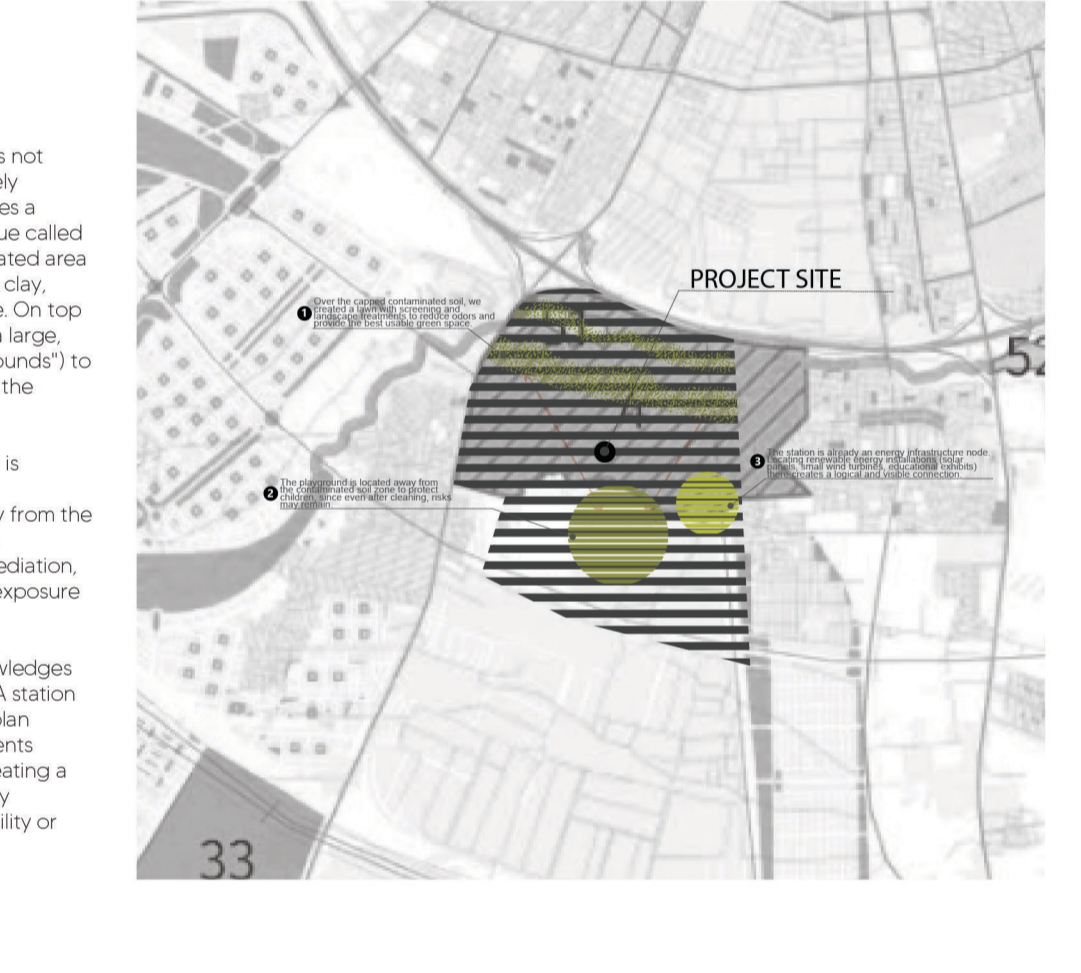 s not
ely
es a
ue called
ated area
clay,
e. On top
large,
ounds") to
the
is
y from the
ediation,
exposure
wledges
A station
plan
ents
eating a
y
ility or
PROJECT SITE
1
Over the capped contaminated soil, we
created a lawn with screening and
landscape treatments to reduce odors and
provide the best usable green space.
52
2
The playground is located away from
the contaminated soil zone to protect
children, since even after cleaning, risks
may remain.
3
The station is already an energy infrastructure node.
Locating renewable energy installations (solar
panels, small wind turbines, educational exhibits)
there creates a logical and visible connection.
33